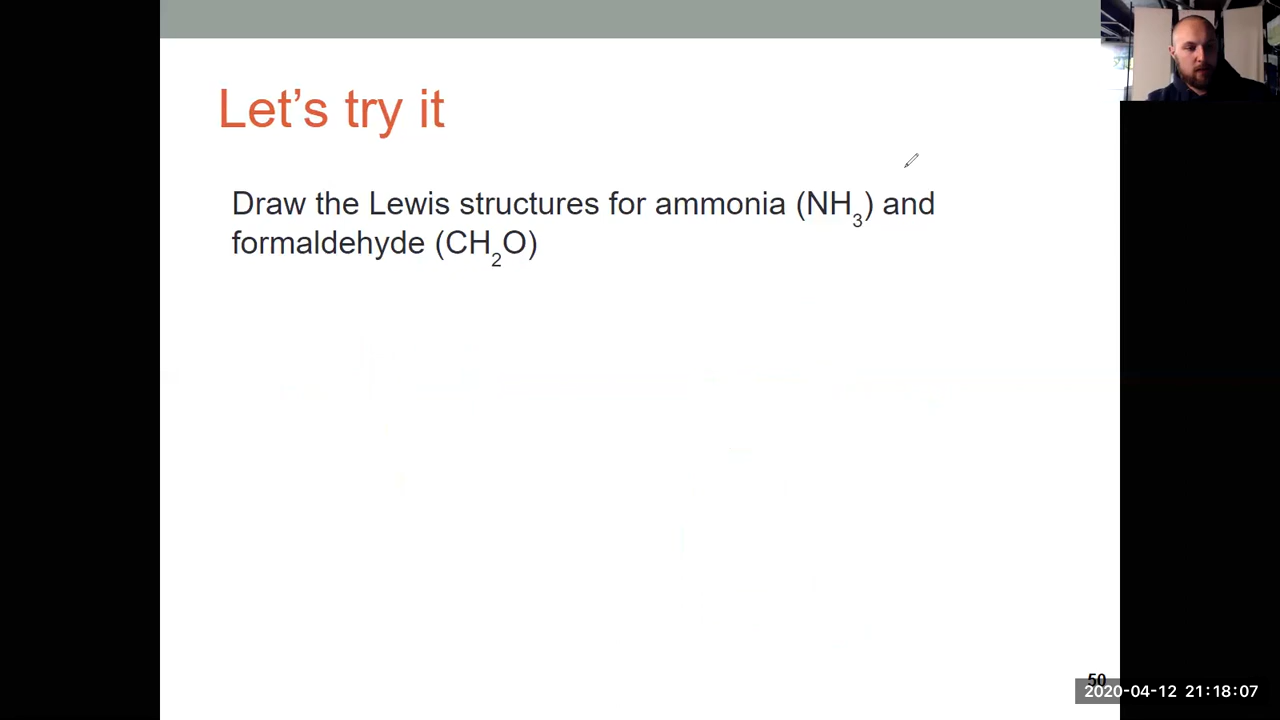 Let's try it
Draw the Lewis structures for ammonia (NH₃) and
formaldehyde (CH₂O)
50
2020-04-12 21:18:07